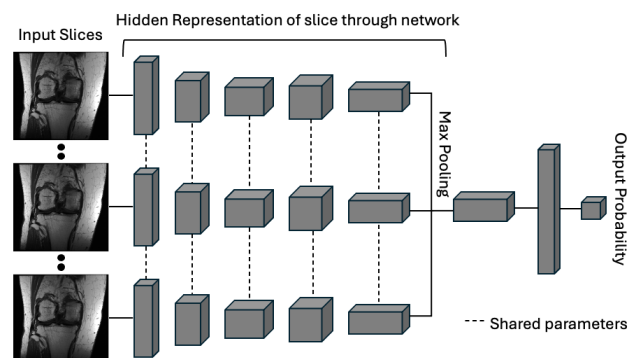 Hidden Representation of slice through network
Input Slices
Max Pooling
Output Probability
--- Shared parameters